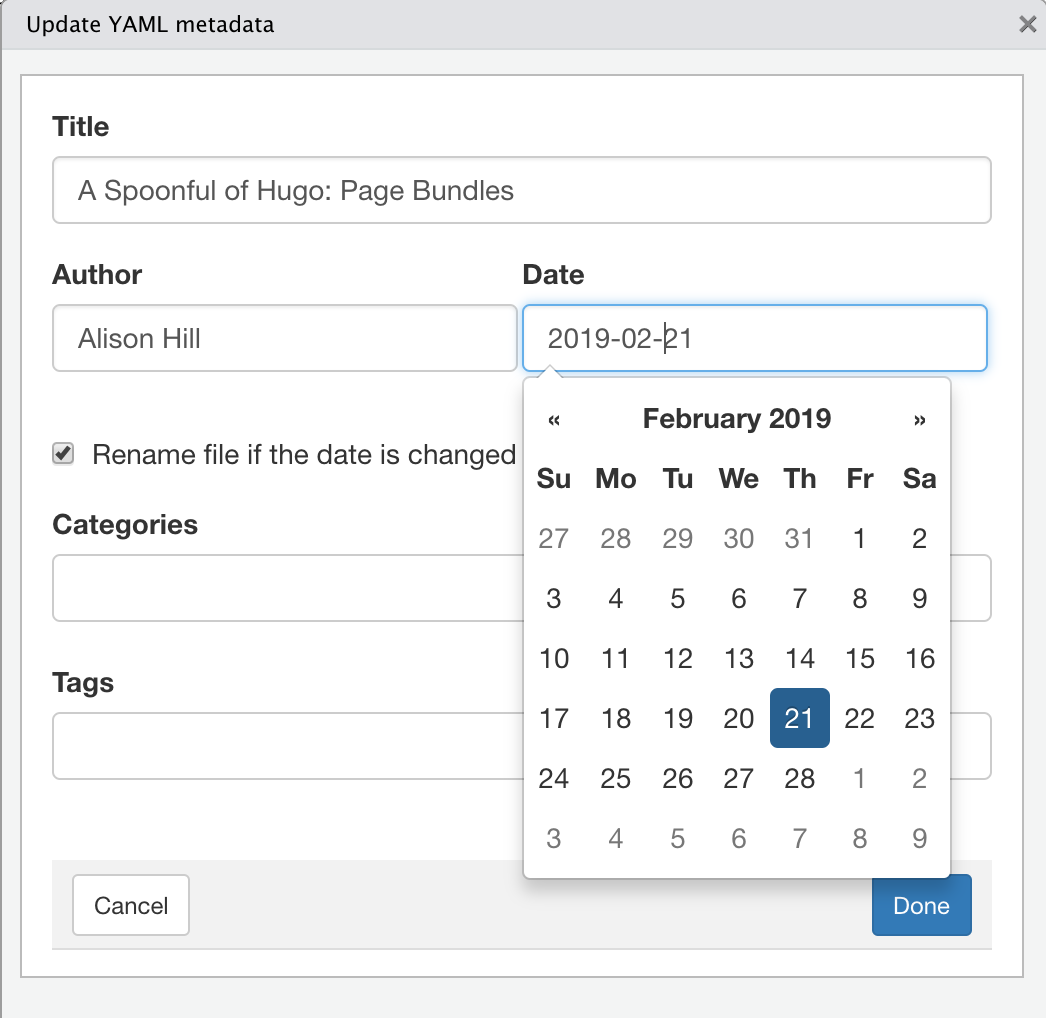 Update YAML metadata ×
Title
A Spoonful of Hugo: Page Bundles
Author Date
Alison Hill 2019-02-21
« February 2019 »
Su Mo Tu We Th Fr Sa
27 28 29 30 31 1 2
3 4 5 6 7 8 9
10 11 12 13 14 15 16
17 18 19 20 21 22 23
24 25 26 27 28 1 2
3 4 5 6 7 8 9
Rename file if the date is changed
Categories
Tags
Cancel Done